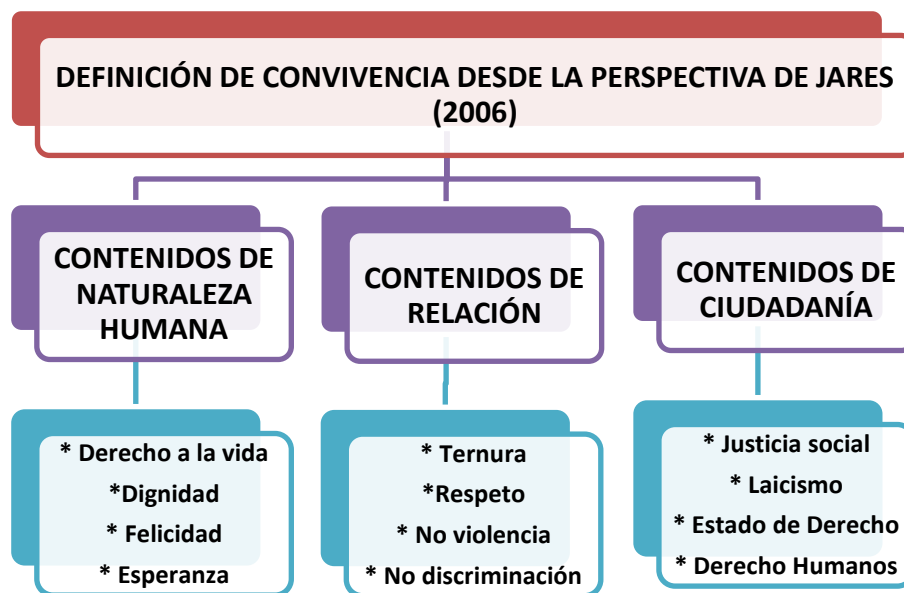 DEFINICIÓN DE CONVIVENCIA DESDE LA PERSPECTIVA DE JARES
(2006)
CONTENIDOS DE
NATURALEZA
HUMANA
CONTENIDOS DE
RELACIÓN
CONTENIDOS DE
CIUDADANÍA
* Derecho a la vida
*Dignidad
* Felicidad
* Esperanza
* Ternura
*Respeto
* No violencia
* No discriminación
* Justicia social
* Laicismo
* Estado de Derecho
* Derecho Humanos